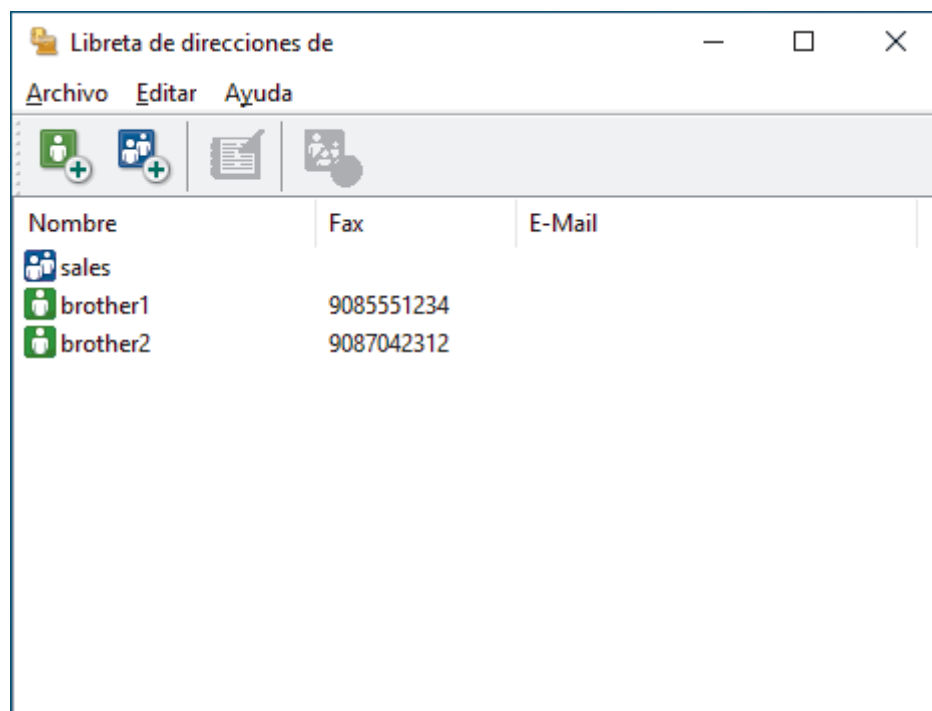 Libreta de direcciones de
Archivo Editar Ayuda
Nombre Fax E-Mail
sales
brother1 9085551234
brother2 9087042312